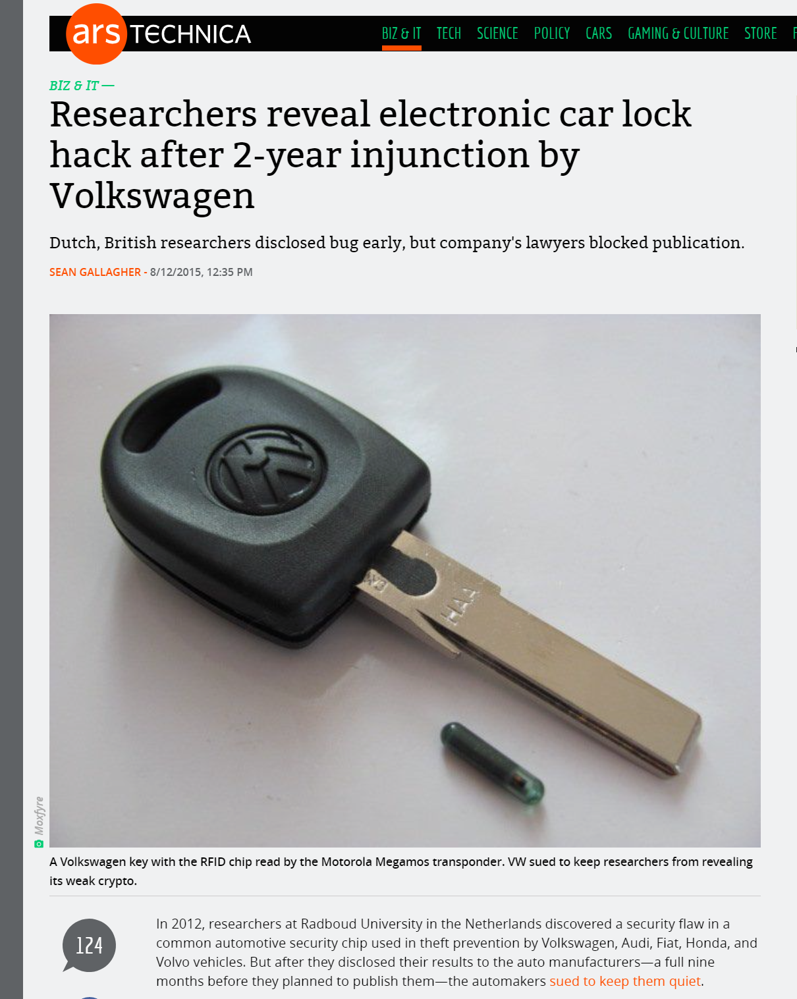 ars TECHNICA
BIZ & IT TECH SCIENCE POLICY CARS GAMING & CULTURE STORE
BIZ & IT —
Researchers reveal electronic car lock
hack after 2-year injunction by
Volkswagen
Dutch, British researchers disclosed bug early, but company's lawyers blocked publication.
SEAN GALLAGHER - 8/12/2015, 12:35 PM
HAA
Moxfyre
A Volkswagen key with the RFID chip read by the Motorola Megamos transponder. VW sued to keep researchers from revealing
its weak crypto.
124
In 2012, researchers at Radboud University in the Netherlands discovered a security flaw in a
common automotive security chip used in theft prevention by Volkswagen, Audi, Fiat, Honda, and
Volvo vehicles. But after they disclosed their results to the auto manufacturers—a full nine
months before they planned to publish them—the automakers sued to keep them quiet.